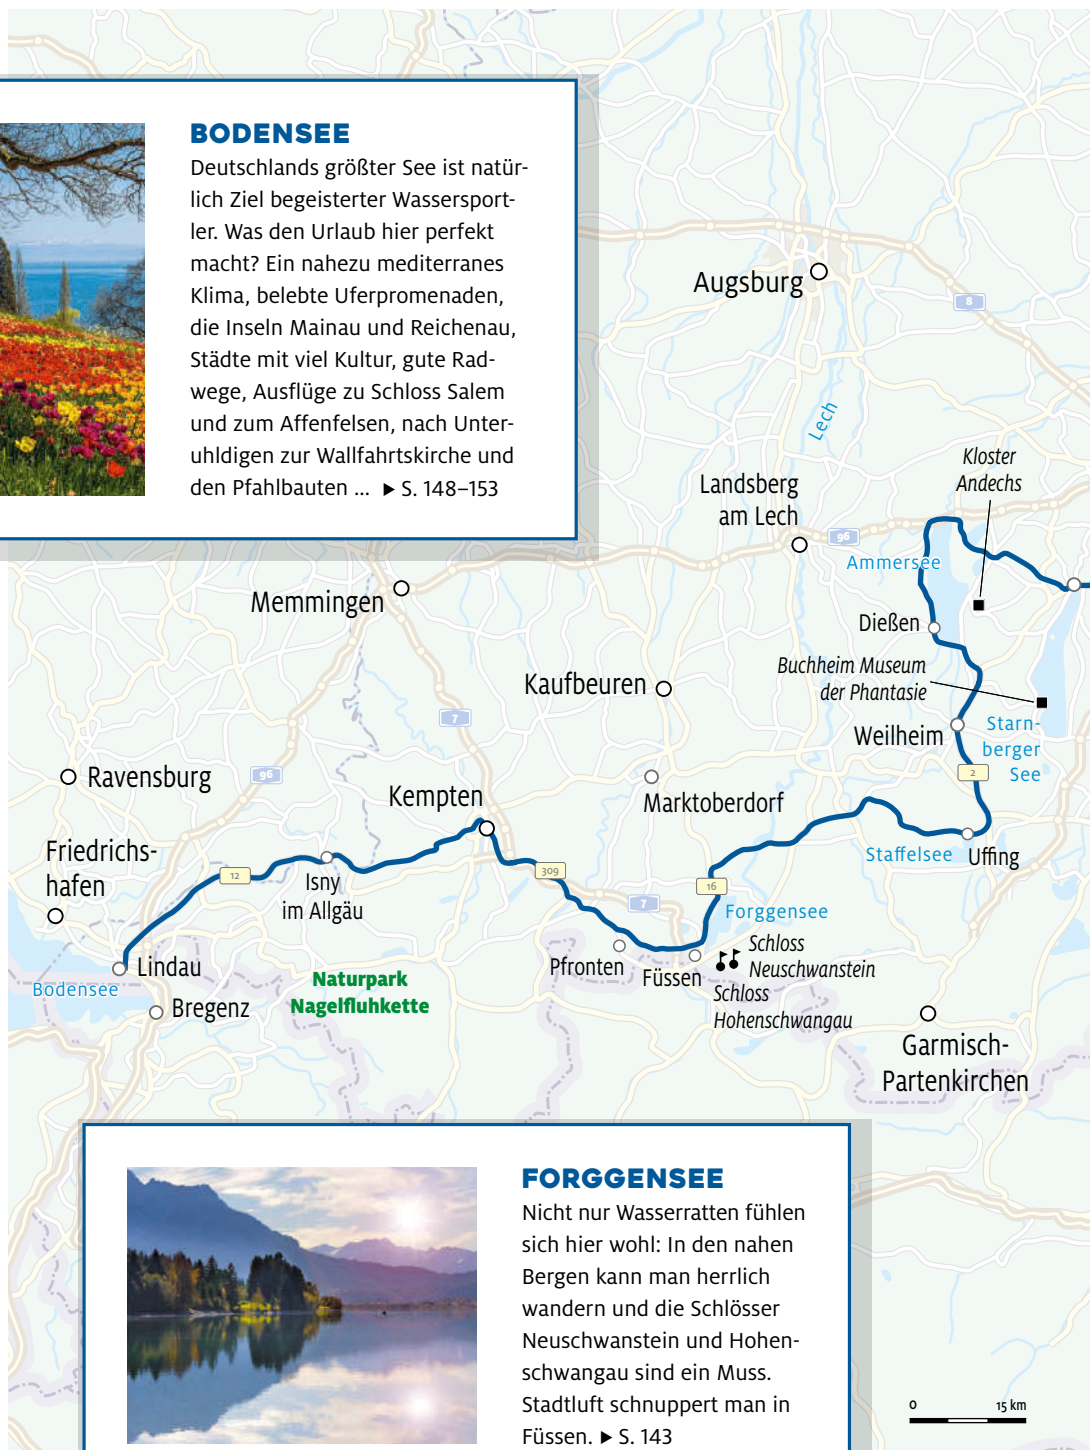 BODENSEE
Deutschlands größter See ist natür-
lich Ziel begeisterter Wassersport-
ler. Was den Urlaub hier perfekt
macht? Ein nahezu mediterranes
Klima, belebte Uferpromenaden,
die Inseln Mainau und Reichenau,
Städte mit viel Kultur, gute Rad-
wege, Ausflüge zu Schloss Salem
und zum Affenfelsen, nach Unter-
uhldigen zur Wallfahrtskirche und
den Pfahlbauten ... ▶ S. 148–153
Augsburg
8
Lech
Kloster
Andechs
Landsberg
am Lech
96
Ammersee
Memmingen
Dießen
Buchheim Museum
der Phantasie
Kaufbeuren
7
Weilheim
Starn-
berger
See
Ravensburg
96
2
Kempten
Marktoberdorf
Friedrichs-
hafen
Staffelsee
Uffing
12
Isny
im Allgäu
309
16
7
Forggensee
Lindau
Pfronten
Füssen
Schloss
Neuschwanstein
Bodensee
Naturpark
Nagelfluhkette
Schloss
Hohenschwangau
Bregenz
Garmisch-
Partenkirchen
FORGGENSEE
Nicht nur Wasserratten fühlen
sich hier wohl: In den nahen
Bergen kann man herrlich
wandern und die Schlösser
Neuschwanstein und Hohen-
schwangau sind ein Muss.
Stadtluft schnuppert man in
Füssen. ▶ S. 143
0 15 km